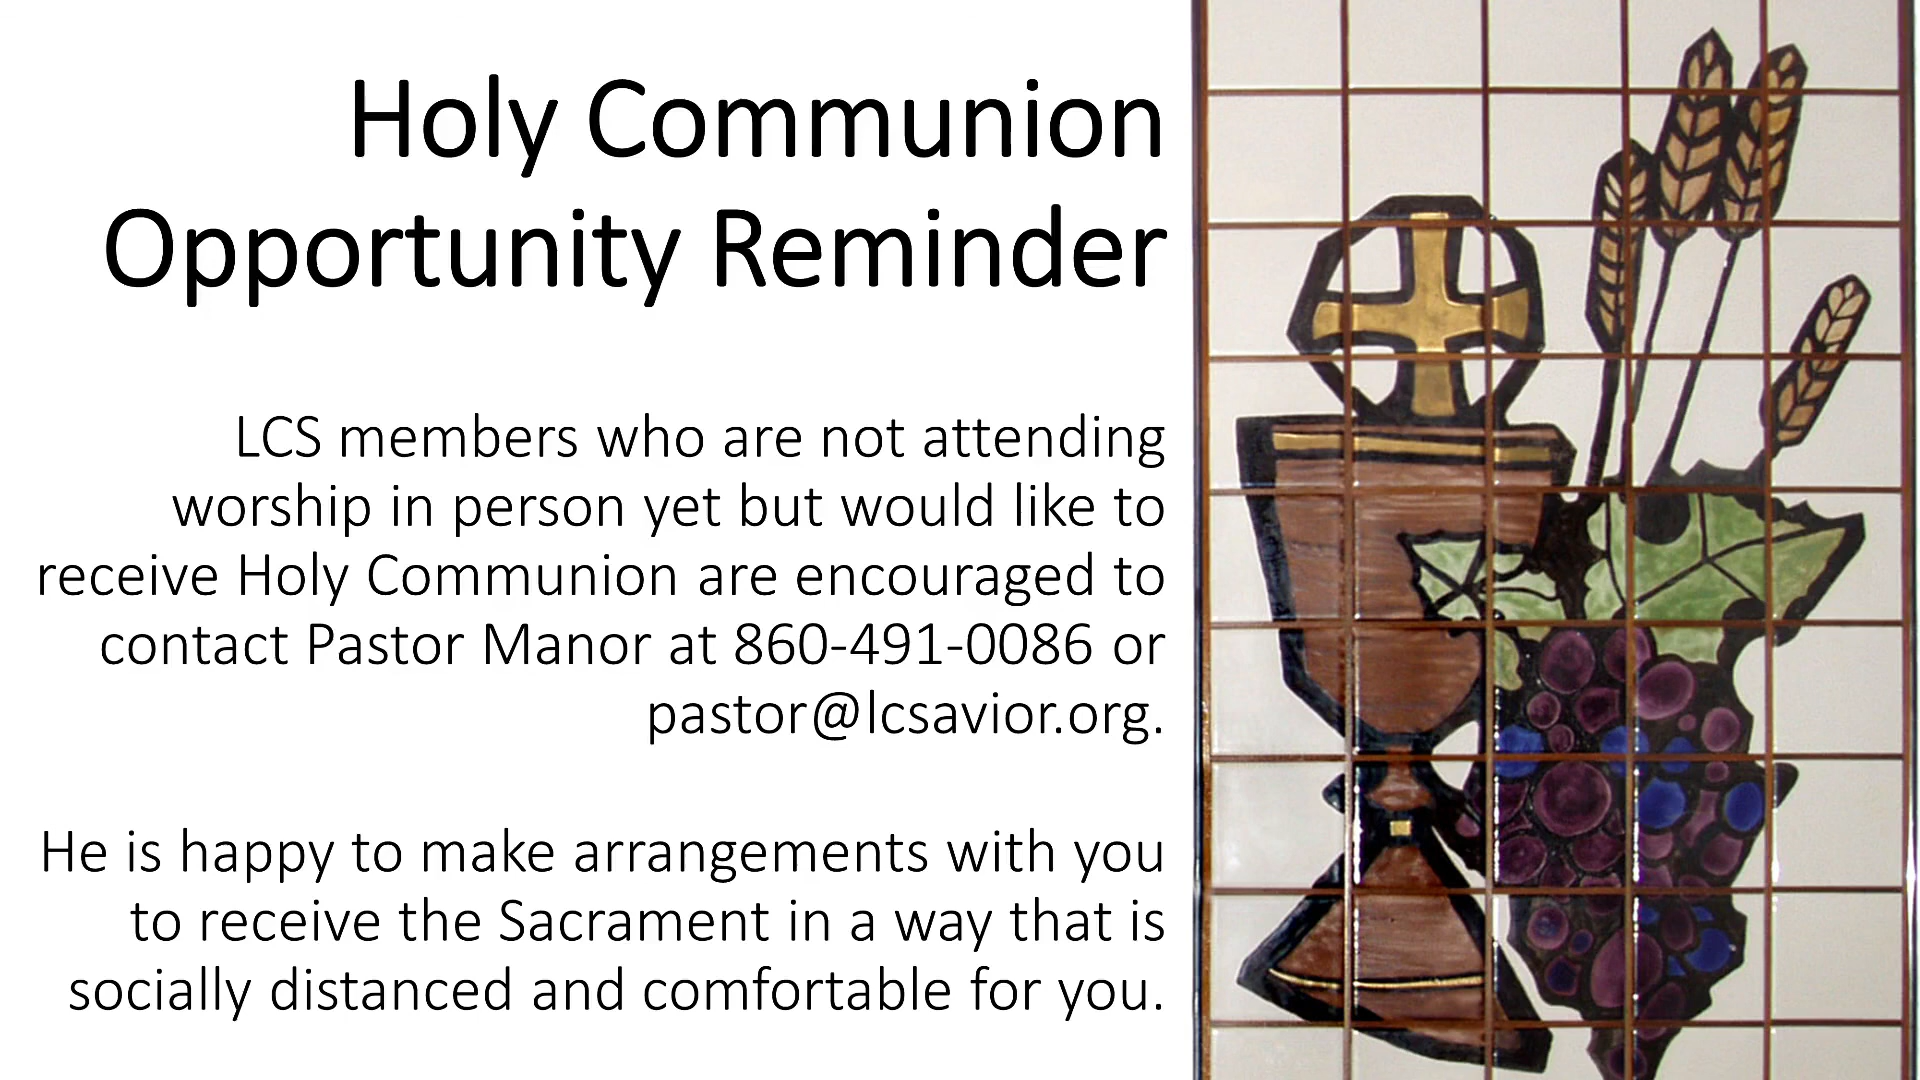 Holy Communion
Opportunity Reminder
LCS members who are not attending
worship in person yet but would like to
receive Holy Communion are encouraged to
contact Pastor Manor at 860-491-0086 or
pastor@lcsavior.org.
He is happy to make arrangements with you
to receive the Sacrament in a way that is
socially distanced and comfortable for you.